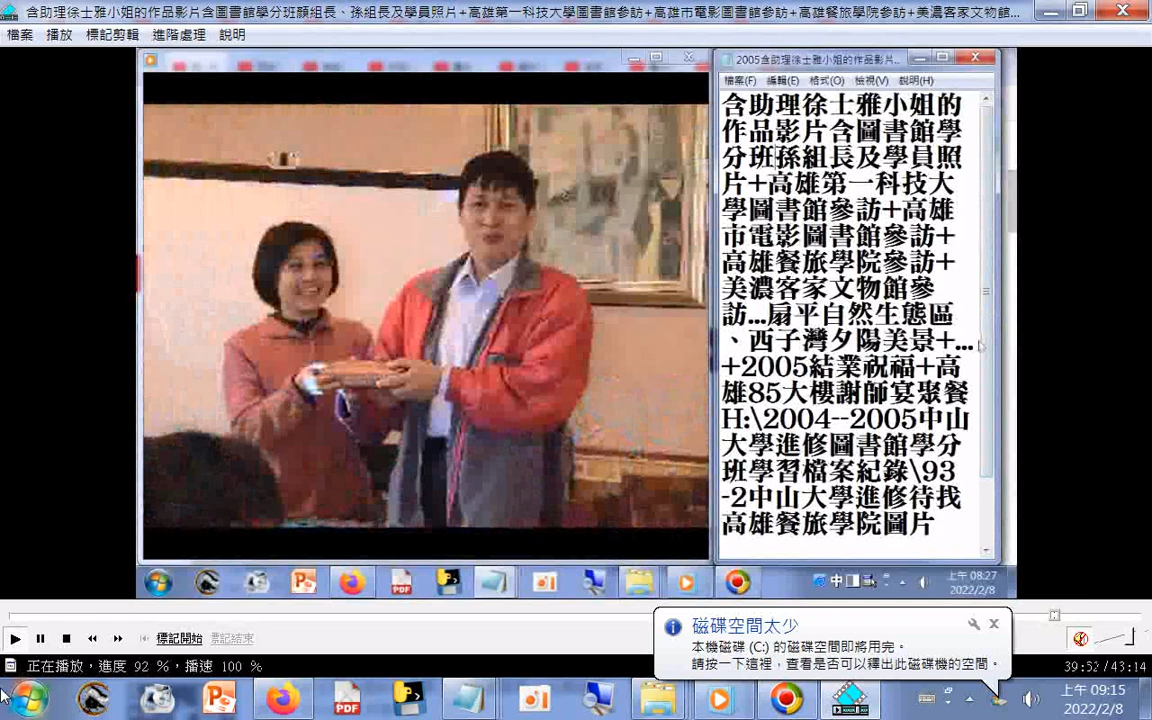 含助理徐士雅小姐的作品影片含圖書館學分班顏組長、孫組長及學員照片+高雄第一科技大學圖書館參訪+高雄市電影圖書館參訪+高雄餐旅學院參訪+美濃客家文物館...
檔案 播放 標記剪輯 進階處理 說明
2005含助理徐士雅小姐的作品影片...
檔案(F) 編輯(E) 格式(O) 檢視(V) 說明(H)
含助理徐士雅小姐的
作品影片含圖書館學
分班孫組長及學員照
片+高雄第一科技大
學圖書館參訪+高雄
市電影圖書館參訪+
高雄餐旅學院參訪+
美濃客家文物館參
訪...扇平自然生態區
、西子灣夕陽美景+...
+2005結業祝福+高
雄85大樓謝師宴聚餐
H:\2004--2005中山
大學進修圖書館學分
班學習檔案紀錄\93
-2中山大學進修待找
高雄餐旅學院圖片
中
上午 08:27
2022/2/8
標記開始 標記結束
磁碟空間太少
本機磁碟 (C:) 的磁碟空間即將用完。
請按一下這裡，查看是否可以釋出此磁碟機的空間。
正在播放，進度 92 %，播速 100 %
39:52 / 43:14
上午 09:15
2022/2/8